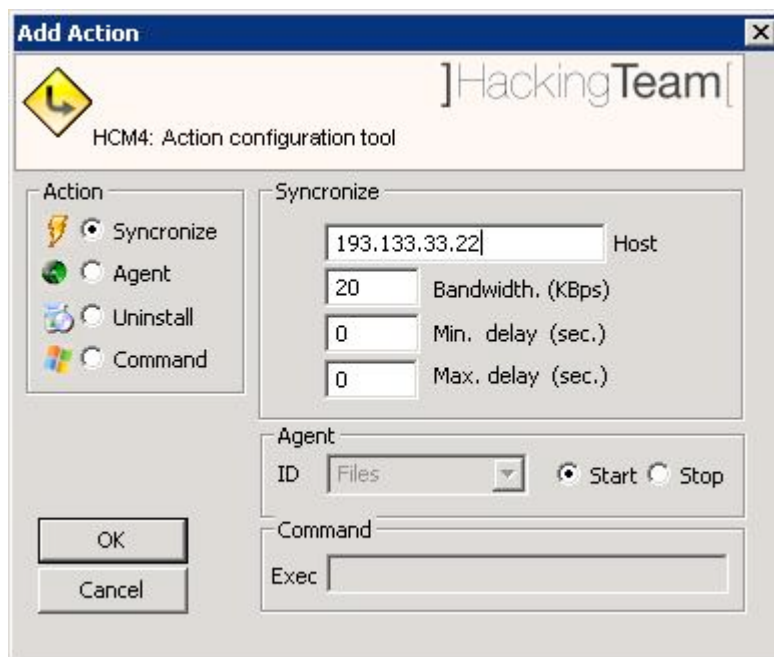 Add Action
]HackingTeam[
HCM4: Action configuration tool
Action
Syncronize
Agent
Uninstall
Command
Syncronize
193.133.33.22 Host
20 Bandwidth. (KBps)
0 Min. delay (sec.)
0 Max. delay (sec.)
Agent
ID Files Start Stop
Command
Exec
OK
Cancel